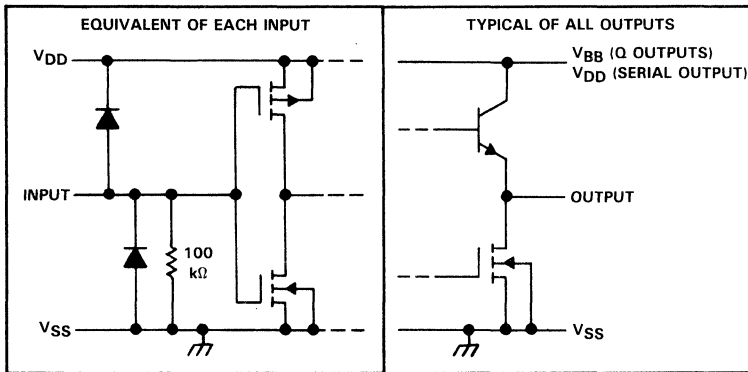 EQUIVALENT OF EACH INPUT
VDD
INPUT
100
kΩ
VSS
TYPICAL OF ALL OUTPUTS
VBB (Q OUTPUTS)
VDD (SERIAL OUTPUT)
OUTPUT
VSS